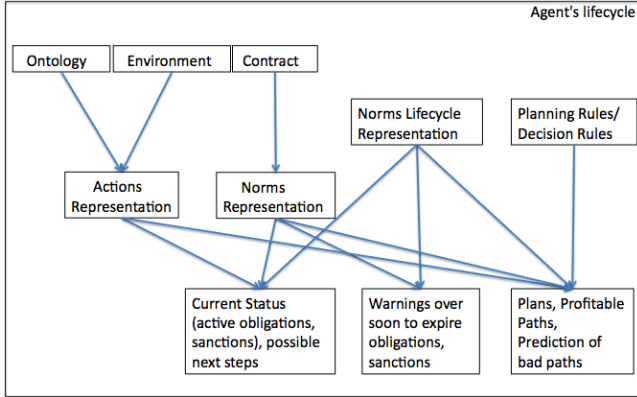 Agent's lifecycle
Ontology
Environment
Contract
Norms Lifecycle
Representation
Planning Rules/
Decision Rules
Actions
Representation
Norms
Representation
Current Status
(active obligations,
sanctions), possible
next steps
Warnings over
soon to expire
obligations,
sanctions
Plans, Profitable
Paths,
Prediction of
bad paths